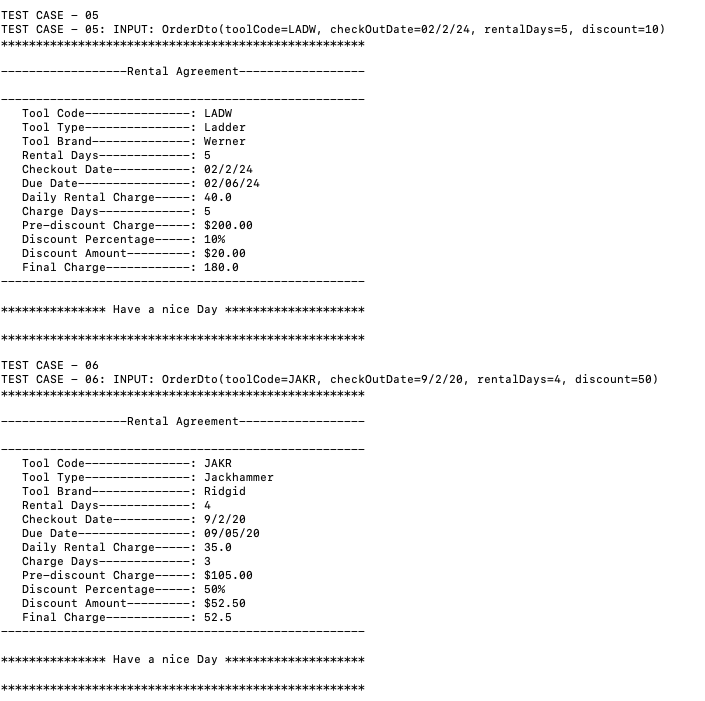 TEST CASE - 05
TEST CASE - 05: INPUT: OrderDto(toolCode=LADW, checkOutDate=02/2/24, rentalDays=5, discount=10)
****************************************************
------------------Rental Agreement------------------
----------------------------------------------------
Tool Code---------------: LADW
Tool Type---------------: Ladder
Tool Brand--------------: Werner
Rental Days-------------: 5
Checkout Date-----------: 02/2/24
Due Date----------------: 02/06/24
Daily Rental Charge-----: 40.0
Charge Days-------------: 5
Pre-discount Charge-----: $200.00
Discount Percentage-----: 10%
Discount Amount---------: $20.00
Final Charge------------: 180.0
----------------------------------------------------
*************** Have a nice Day ********************
****************************************************
TEST CASE - 06
TEST CASE - 06: INPUT: OrderDto(toolCode=JAKR, checkOutDate=9/2/20, rentalDays=4, discount=50)
****************************************************
------------------Rental Agreement------------------
----------------------------------------------------
Tool Code---------------: JAKR
Tool Type---------------: Jackhammer
Tool Brand--------------: Ridgid
Rental Days-------------: 4
Checkout Date-----------: 9/2/20
Due Date----------------: 09/05/20
Daily Rental Charge-----: 35.0
Charge Days-------------: 3
Pre-discount Charge-----: $105.00
Discount Percentage-----: 50%
Discount Amount---------: $52.50
Final Charge------------: 52.5
----------------------------------------------------
*************** Have a nice Day ********************
****************************************************